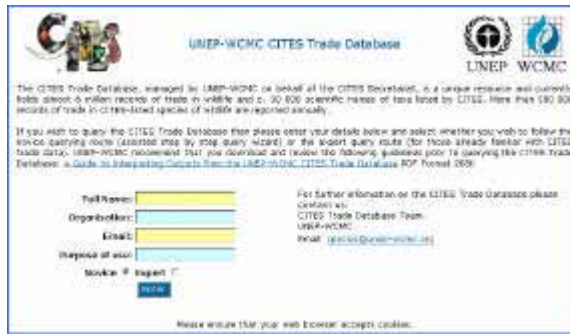 UNEP-WCMC CITES Trade Database
UNEP WCMC
The CITES Trade Database, managed by UNEP-WCMC on behalf of the CITES Secretariat, is a unique resource and currently
holds almost 6 million records of trade in wildlife and c. 30 000 scientific names of taxa listed by CITES. More than 500 000
records of trade in CITES-listed species of wildlife are reported annually.
If you wish to query the CITES Trade Database then please enter your details below and select whether you wish to follow the
novice querying route (assisted step by step query wizard) or the expert query route (for those already familiar with CITES
trade data). UNEP-WCMC recommend that you download and review the following guidelines prior to querying the CITES Trade
Database: A Guide to Interpreting Outputs from the UNEP-WCMC CITES Trade Database PDF Format
Full Name:
For further information on the CITES Trade Database please
contact us:
Organisation:
CITES Trade Database Team
UNEP-WCMC
Email:
Email: species@unep-wcmc.org
Purpose of use:
Novice Expert
Enter
Please ensure that your web browser accepts cookies.